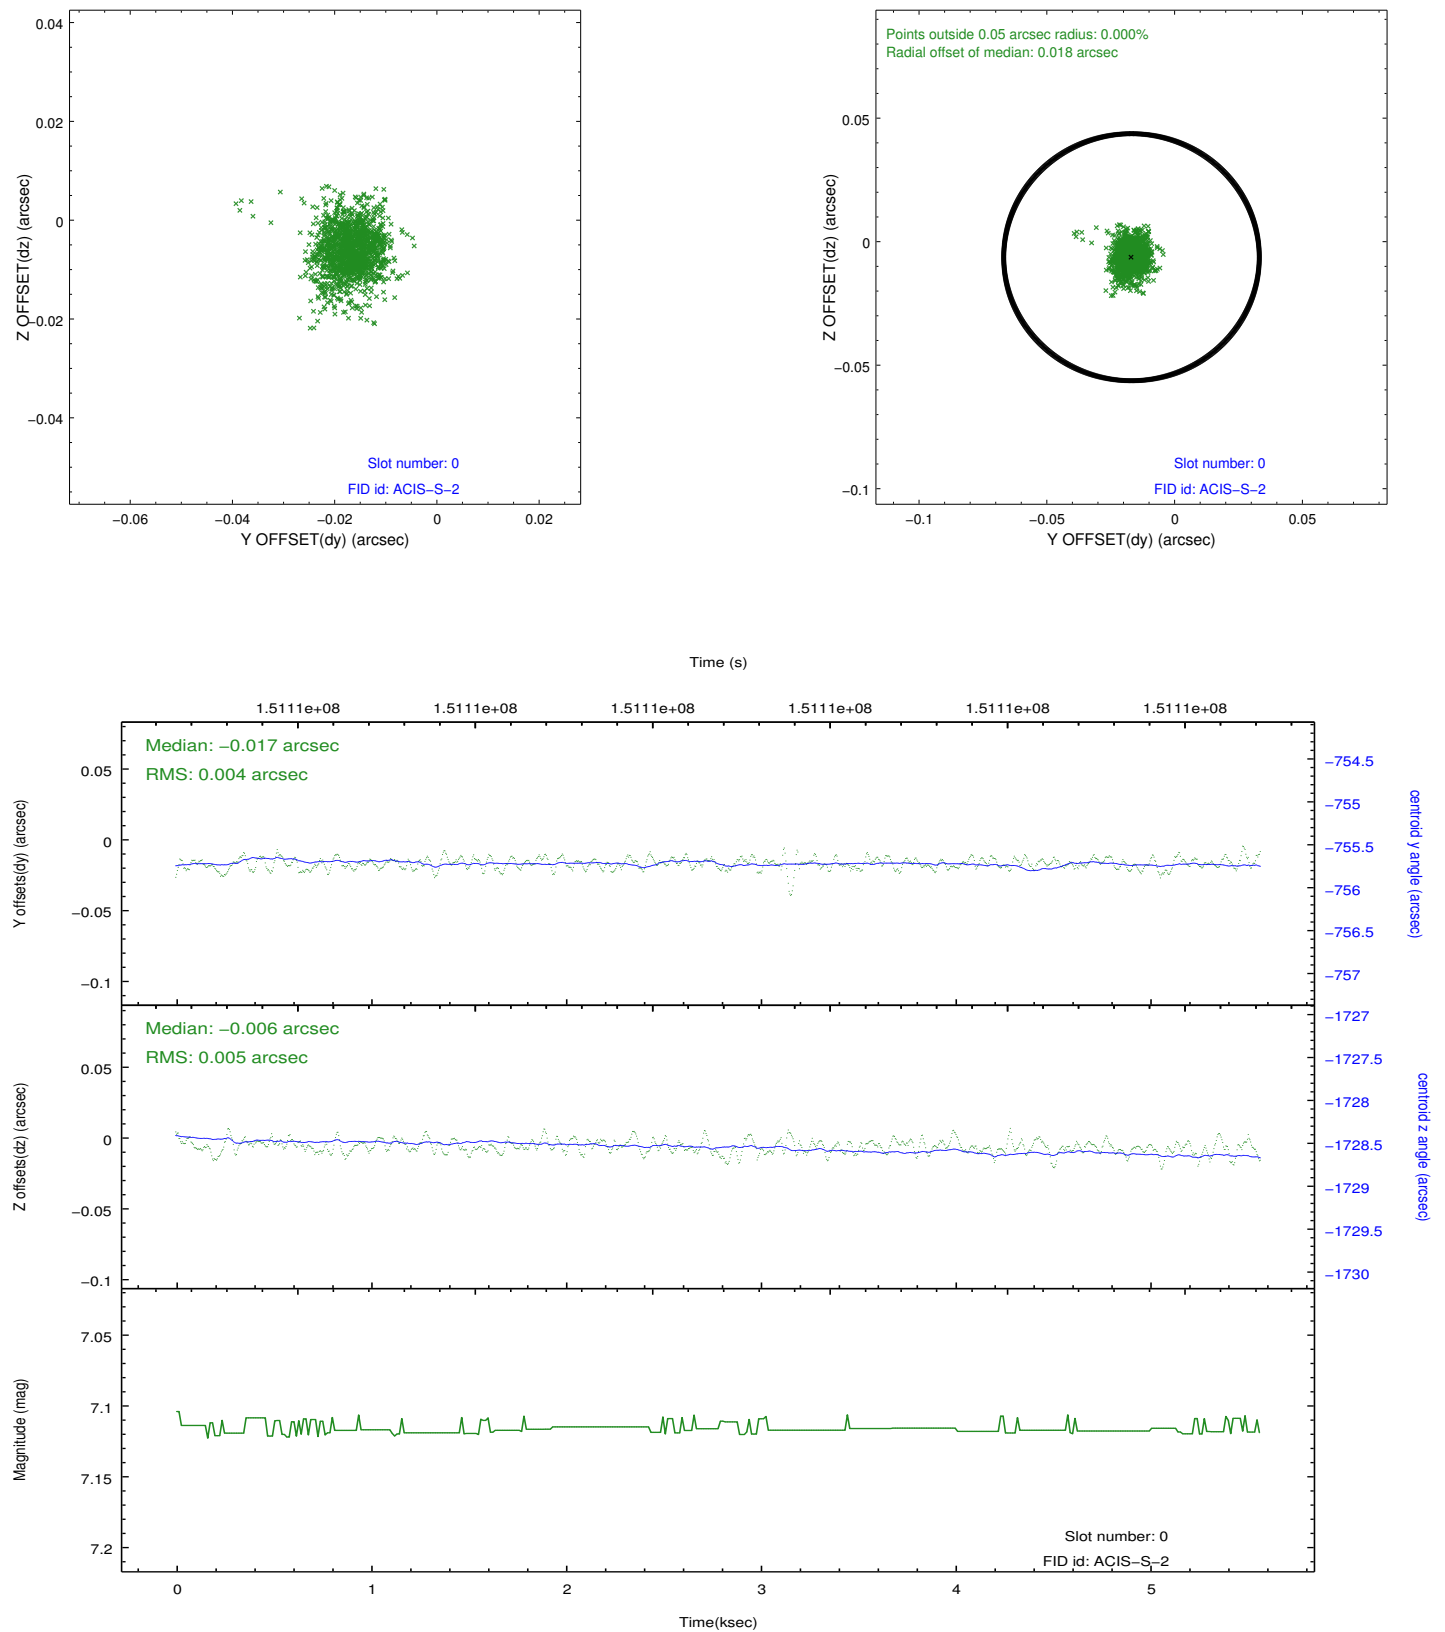 0.04
0.02
0
−0.02
−0.04
Z OFFSET(dz) (arcsec)
Slot number: 0
FID id: ACIS−S−2
−0.06
−0.04
−0.02
0
0.02
Y OFFSET(dy) (arcsec)
Points outside 0.05 arcsec radius: 0.000%
Radial offset of median: 0.018 arcsec
0.05
0
−0.05
−0.1
Z OFFSET(dz) (arcsec)
Slot number: 0
FID id: ACIS−S−2
−0.1
−0.05
0
0.05
Y OFFSET(dy) (arcsec)
Time (s)
1.5111e+08
1.5111e+08
1.5111e+08
1.5111e+08
1.5111e+08
1.5111e+08
Median: −0.017 arcsec
RMS: 0.004 arcsec
0.05
0
−0.05
−0.1
Y offsets(dy) (arcsec)
−754.5
−755
−755.5
−756
−756.5
−757
centroid y angle (arcsec)
Median: −0.006 arcsec
RMS: 0.005 arcsec
0.05
0
−0.05
−0.1
Z offsets(dz) (arcsec)
−1727
−1727.5
−1728
−1728.5
−1729
−1729.5
−1730
centroid z angle (arcsec)
7.05
7.1
7.15
7.2
Magnitude (mag)
Slot number: 0
FID id: ACIS−S−2
0
1
2
3
4
5
Time(ksec)